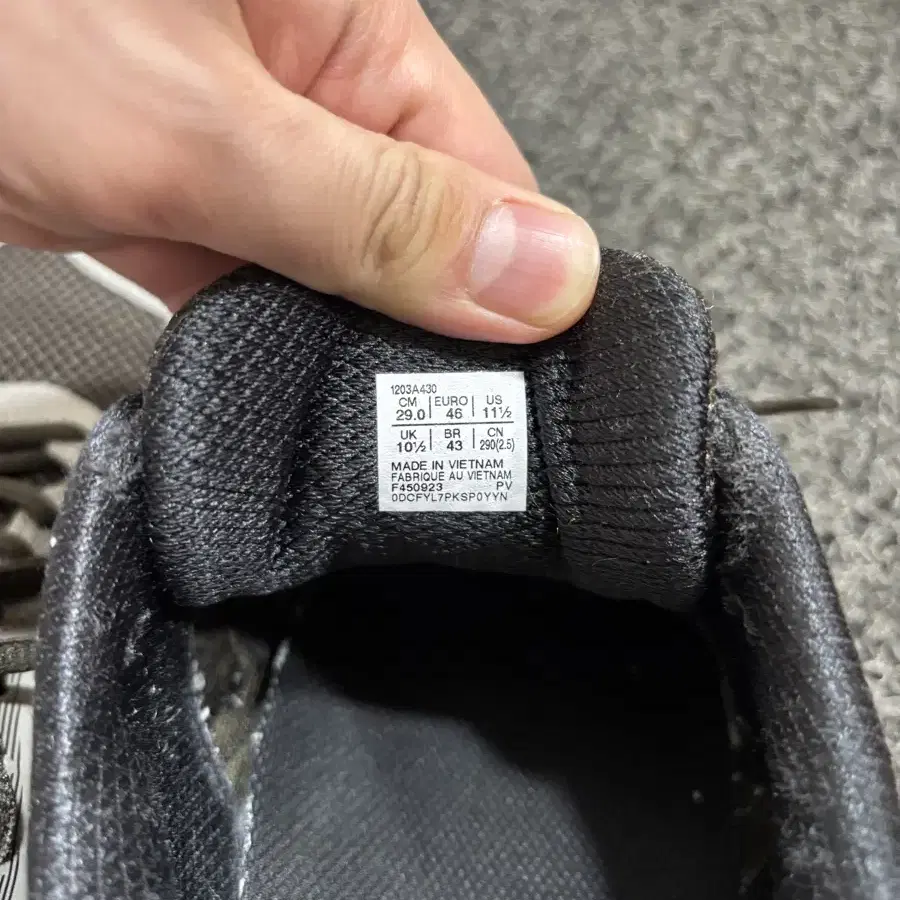 1203A430
CM EURO US
29.0 46 11½
UK BR CN
10½ 43 290(2.5)
MADE IN VIETNAM
FABRIQUE AU VIETNAM
F450923 PV
0DCFYL7PKSP0YYN